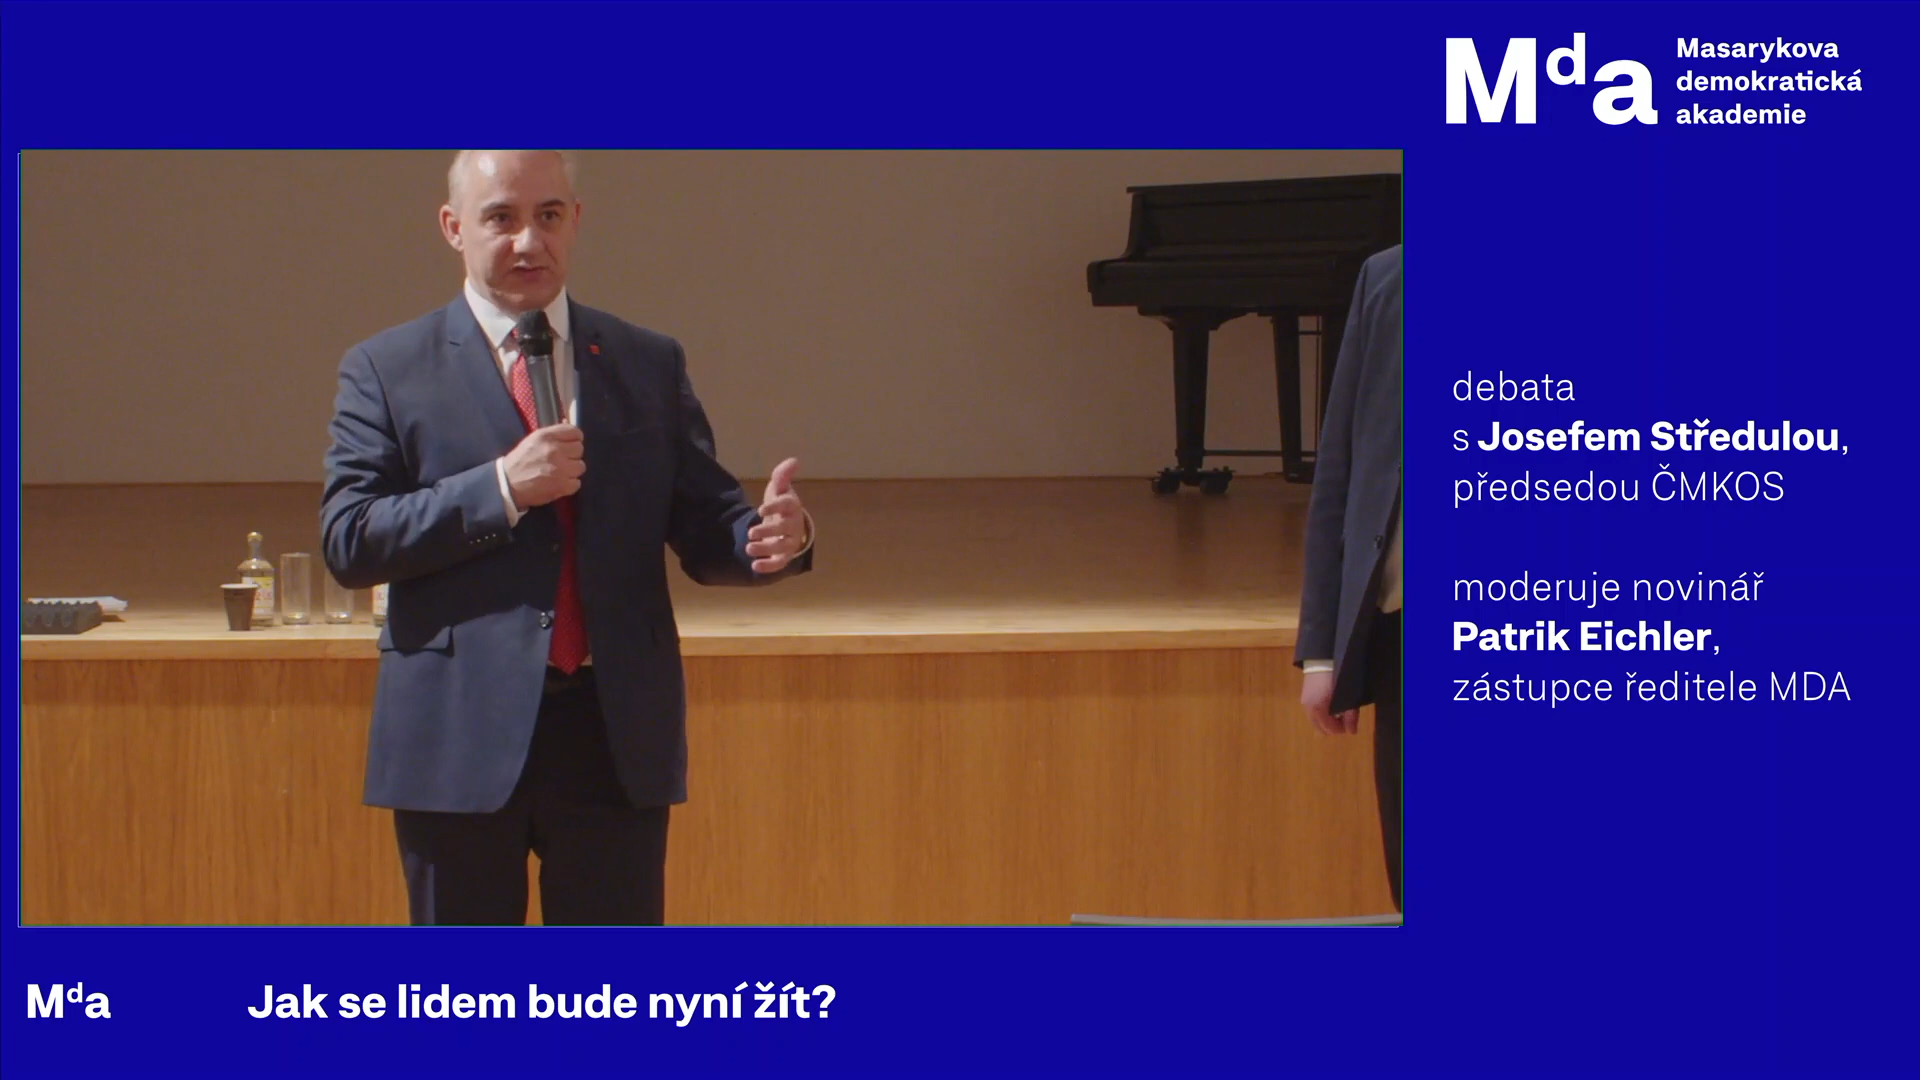 Mda
Masarykova
demokratická
akademie
debata
s Josefem Středulou,
předsedou ČMKOS
moderuje novinář
Patrik Eichler,
zástupce ředitele MDA
Mda
Jak se lidem bude nyní žít?